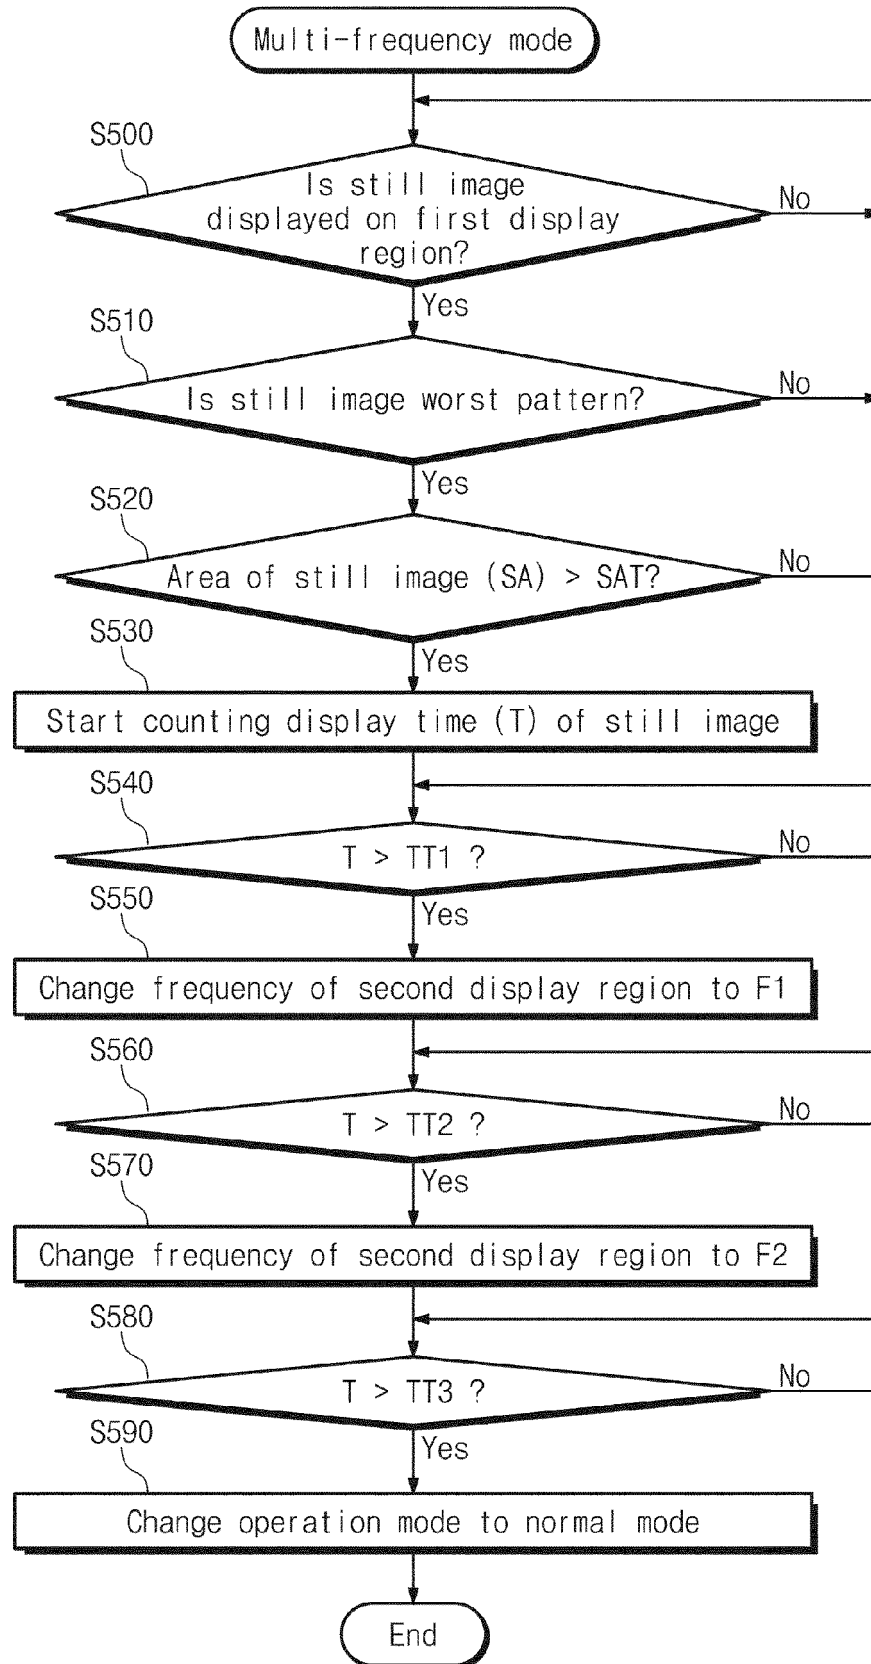 Multi-frequency mode
S500
Is still image
displayed on first display
region?
No
Yes
S510
Is still image worst pattern?
No
Yes
S520
Area of still image (SA) > SAT?
No
Yes
S530
Start counting display time (T) of still image
S540
T > TT1 ?
No
Yes
S550
Change frequency of second display region to F1
S560
T > TT2 ?
No
Yes
S570
Change frequency of second display region to F2
S580
T > TT3 ?
No
Yes
S590
Change operation mode to normal mode
End